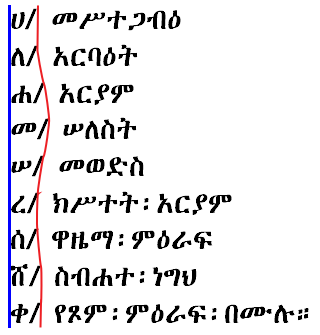 ሀ/ መሥተጋብዕ
ለ/ አርባዕት
ሐ/ አርያም
መ/ ሠለስት
ሠ/ መወድስ
ረ/ ክሥተት፡አርያም
ሰ/ ዋዜማ፡ምዕራፍ
ሸ/ ስብሐተ፡ነግህ
ቀ/ የጾም፡ምዕራፍ፡በሙሉ።